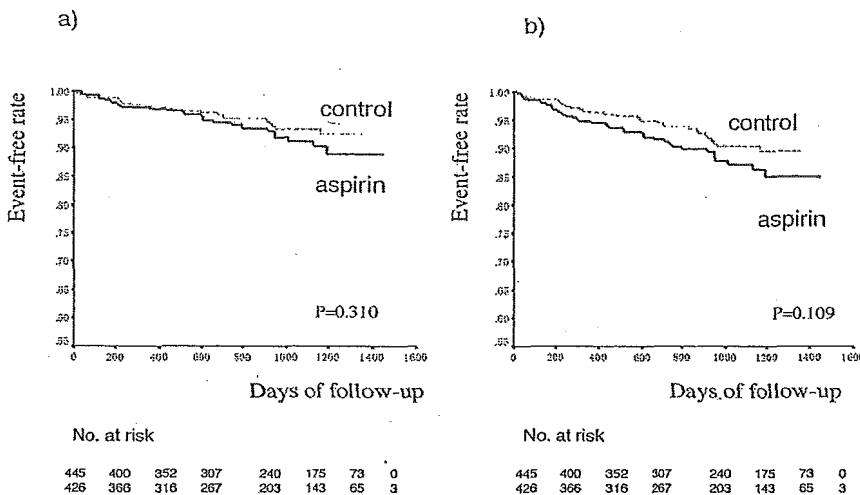 a)
Event-free rate
1.00
.95
.90
.85
.80
.75
.70
.65
.60
.55
control
aspirin
P=0.310
0 200 400 600 800 1000 1200 1400 1600
Days of follow-up
No. at risk
445 400 352 307 240 175 73 0
426 366 316 267 203 143 65 3
b)
Event-free rate
1.00
.95
.90
.85
.80
.75
.70
.65
.60
.55
control
aspirin
P=0.109
0 200 400 600 800 1000 1200 1400 1600
Days of follow-up
No. at risk
445 400 352 307 240 175 73 0
426 366 316 267 203 143 65 3